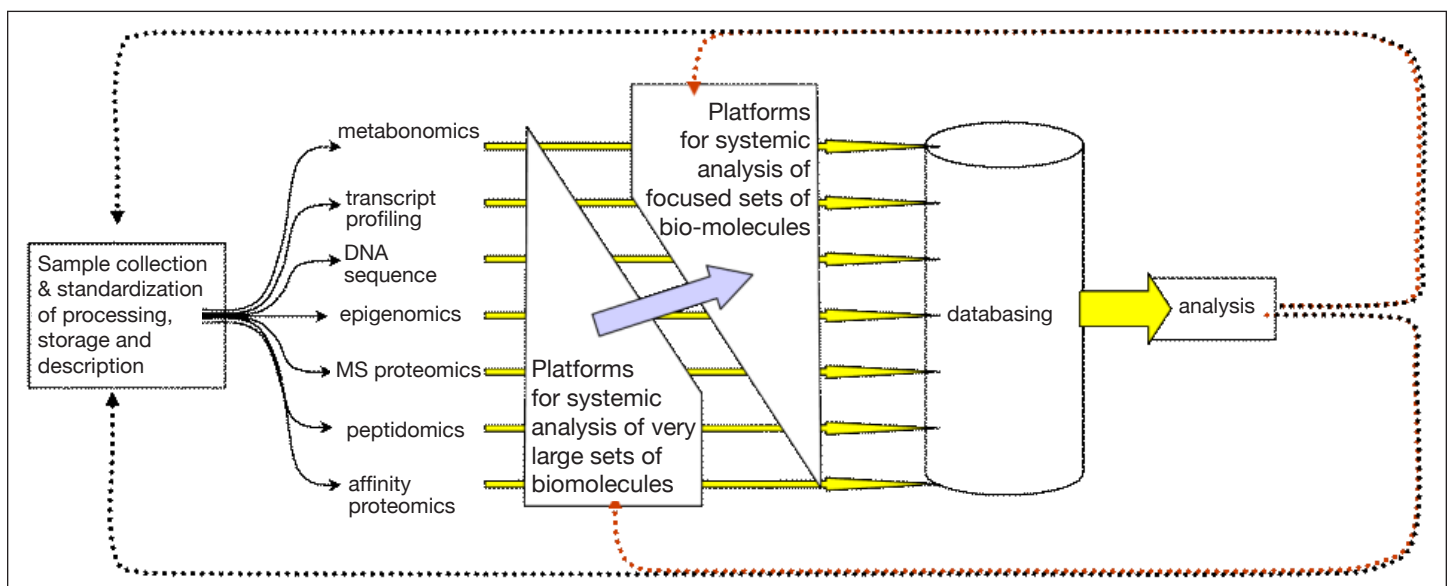 Sample collection
& standardization
of processing,
storage and
description
metabonomics
transcript
profiling
DNA
sequence
epigenomics
MS proteomics
peptidomics
affinity
proteomics
Platforms
for systemic
analysis of very
large sets of
biomolecules
Platforms
for systemic
analysis of
focused sets of
bio-molecules
databasing
analysis